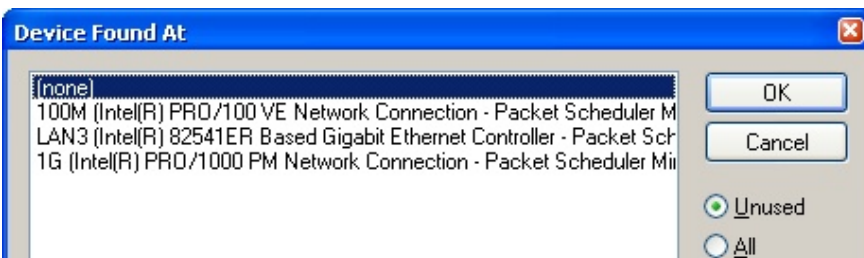 Device Found At
(none)
100M (Intel(R) PRO/100 VE Network Connection - Packet Scheduler M
LAN3 (Intel(R) 82541ER Based Gigabit Ethernet Controller - Packet Sch
1G (Intel(R) PRO/1000 PM Network Connection - Packet Scheduler Mi
OK
Cancel
Unused
All